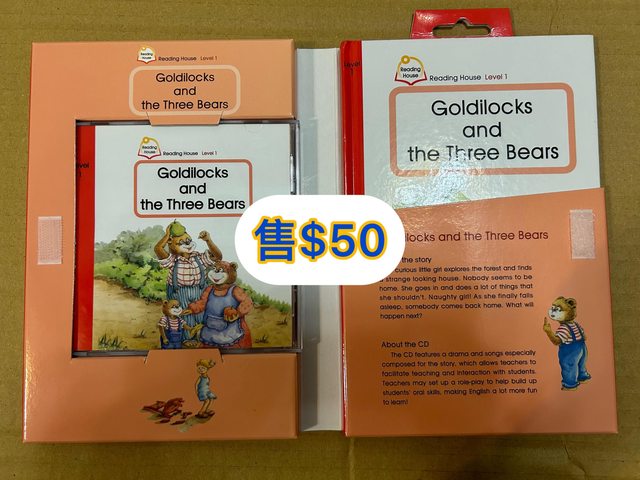 Reading House
Reading House Level 1
Goldilocks
and
the Three Bears
Reading House
Reading House Level 1
Goldilocks
and
the Three Bears
Level 1
Reading House
Reading House Level 1
Goldilocks
and
the Three Bears
售$50
locks and the Three Bears
the story
curious little girl explores the forest and finds
strange looking house. Nobody seems to be
home. She goes in and does a lot of things that
she shouldn't. Naughty girl! As she finally falls
asleep, somebody comes back home. What will
happen next?
About the CD
The CD features a drama and songs especially
composed for the story, which allows teachers to
facilitate teaching and interaction with students.
Teachers may set up a role-play to help build up
students' oral skills, making English a lot more fun
to learn!